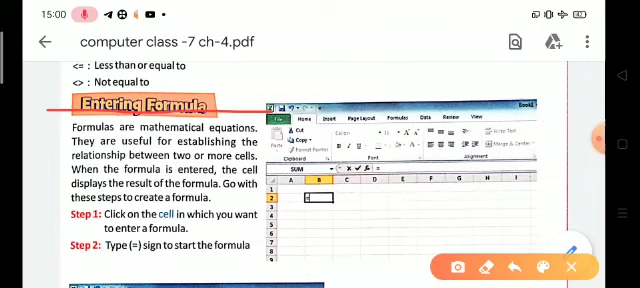 15:00
42
computer class -7 ch-4.pdf
<= : Less than or equal to
<> : Not equal to
Entering Formula
Formulas are mathematical equations.
They are useful for establishing the
relationship between two or more cells.
When the formula is entered, the cell
displays the result of the formula. Go with
these steps to create a formula.
Step 1: Click on the cell in which you want
to enter a formula.
Step 2: Type (=) sign to start the formula
Book1
File Home Insert Page Layout Formulas Data Review View
Cut
Copy
Format Painter
Paste
Calibri 11
B I U
Wrap Text
Merge & Center
Clipboard Font Alignment
SUM =
A B C D E F G H I
1
2 =
3
4
5
6
7
8
9